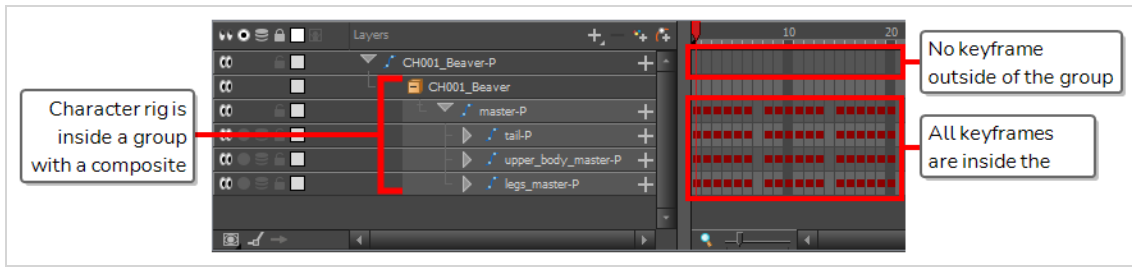 Layers
10
20
CH001_Beaver-P
CH001_Beaver
master-P
tail-P
upper_body_master-P
legs_master-P
Character rig is
inside a group
with a composite
No keyframe
outside of the group
All keyframes
are inside the